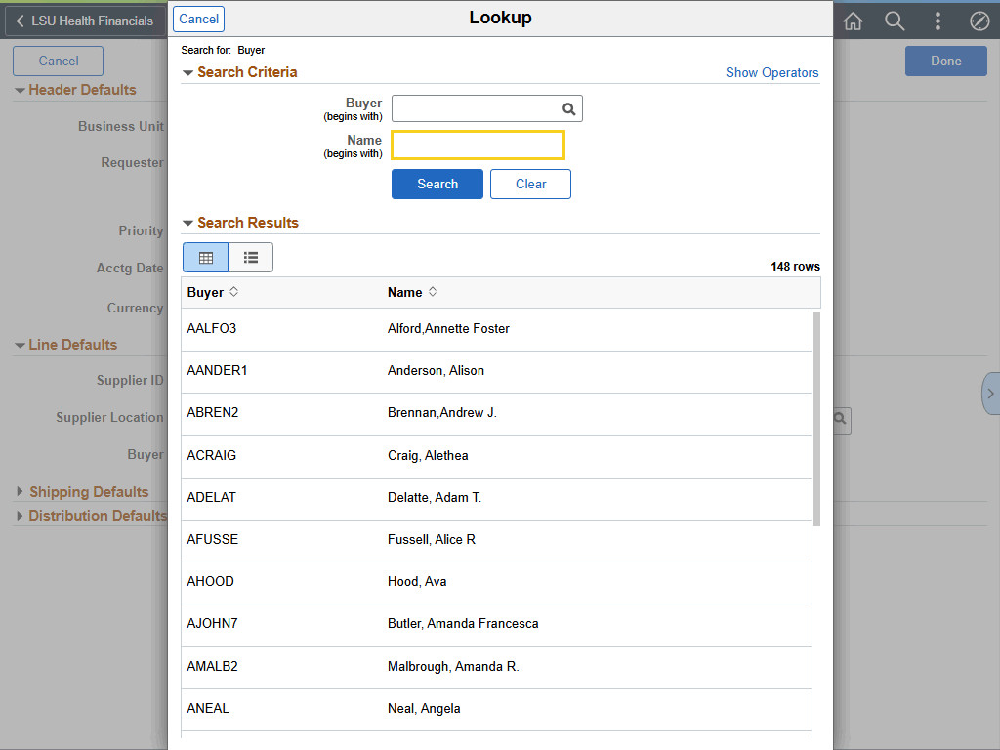 LSU Health Financials
Cancel
Lookup
Cancel
Done
Search for: Buyer
Search Criteria
Show Operators
Header Defaults
Buyer
(begins with)
Business Unit
Name
(begins with)
Requester
Search
Clear
Search Results
Priority
Acctg Date
148 rows
Buyer
Name
Currency
AALFO3
Alford,Annette Foster
Line Defaults
AANDER1
Anderson, Alison
Supplier ID
ABREN2
Brennan,Andrew J.
Supplier Location
Buyer
ACRAIG
Craig, Alethea
Shipping Defaults
ADELAT
Delatte, Adam T.
Distribution Defaults
AFUSSE
Fussell, Alice R
AHOOD
Hood, Ava
AJOHN7
Butler, Amanda Francesca
AMALB2
Malbrough, Amanda R.
ANEAL
Neal, Angela